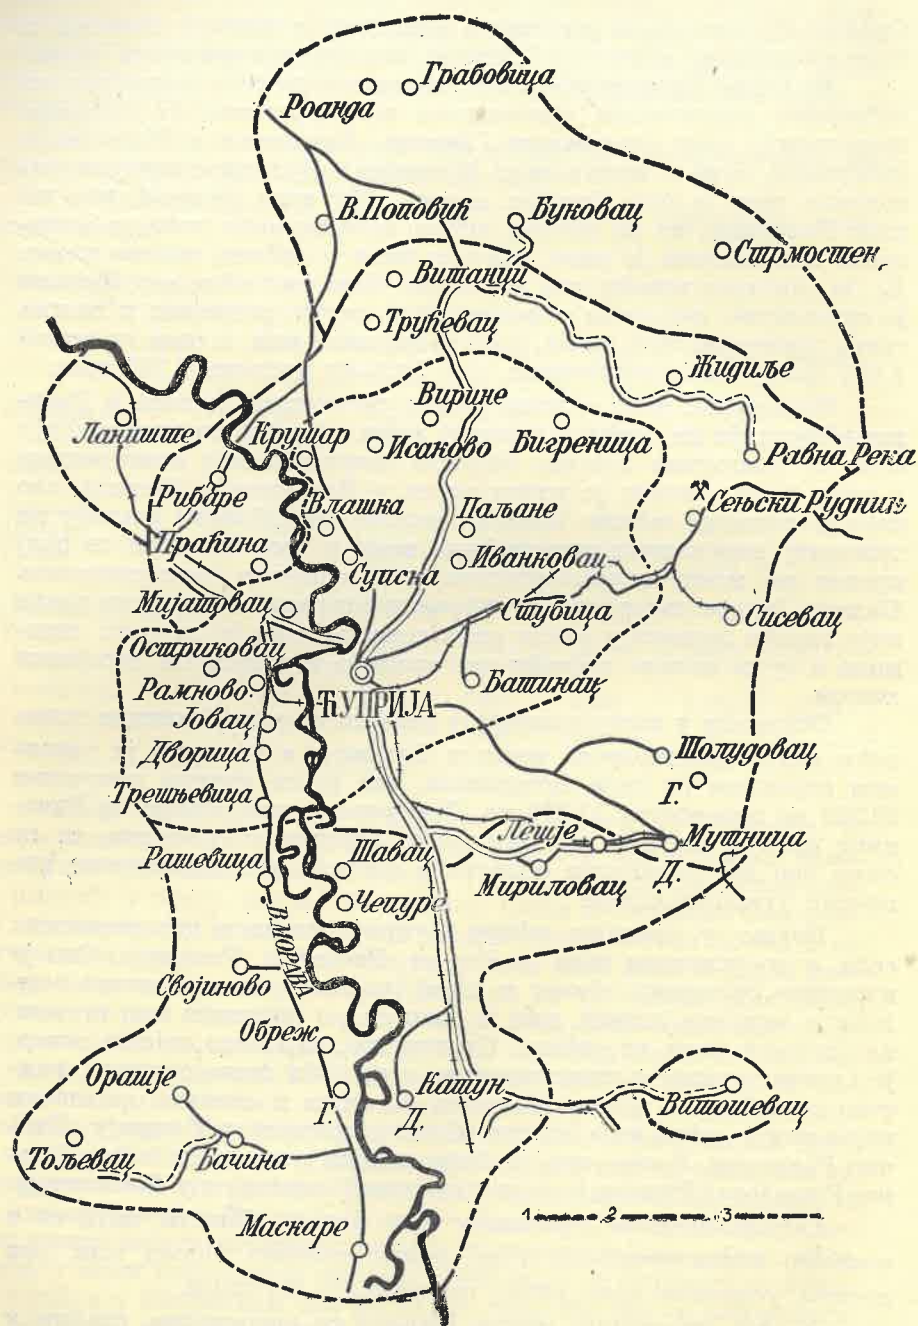 Грабовица
Роанда
В. Поповић
Буковац
Стрмостен
Витанци
Трућевац
Жидиље
Вирине
Ланиште
Крушар
Исаково
Бигреница
Равна Река
Рибаре
Влашка
Паљане
Сењски Рудник
Праћина
Супска
Иванковац
Мијатовац
Стубица
Сисевац
Остриковац
Рамново
Батинац
ЋУПРИЈА
Јовац
Дворица
Шолудовац
Г.
Трешњевица
Лешје
Мутница
Рашевица
Шавац
Мириловац
Д.
Чепуре
В. МОРАВА
Својиново
Обреж
Орашје
Катун
Витошевац
Г.
Д.
Тољевац
Бачина
1 2 3
Маскаре